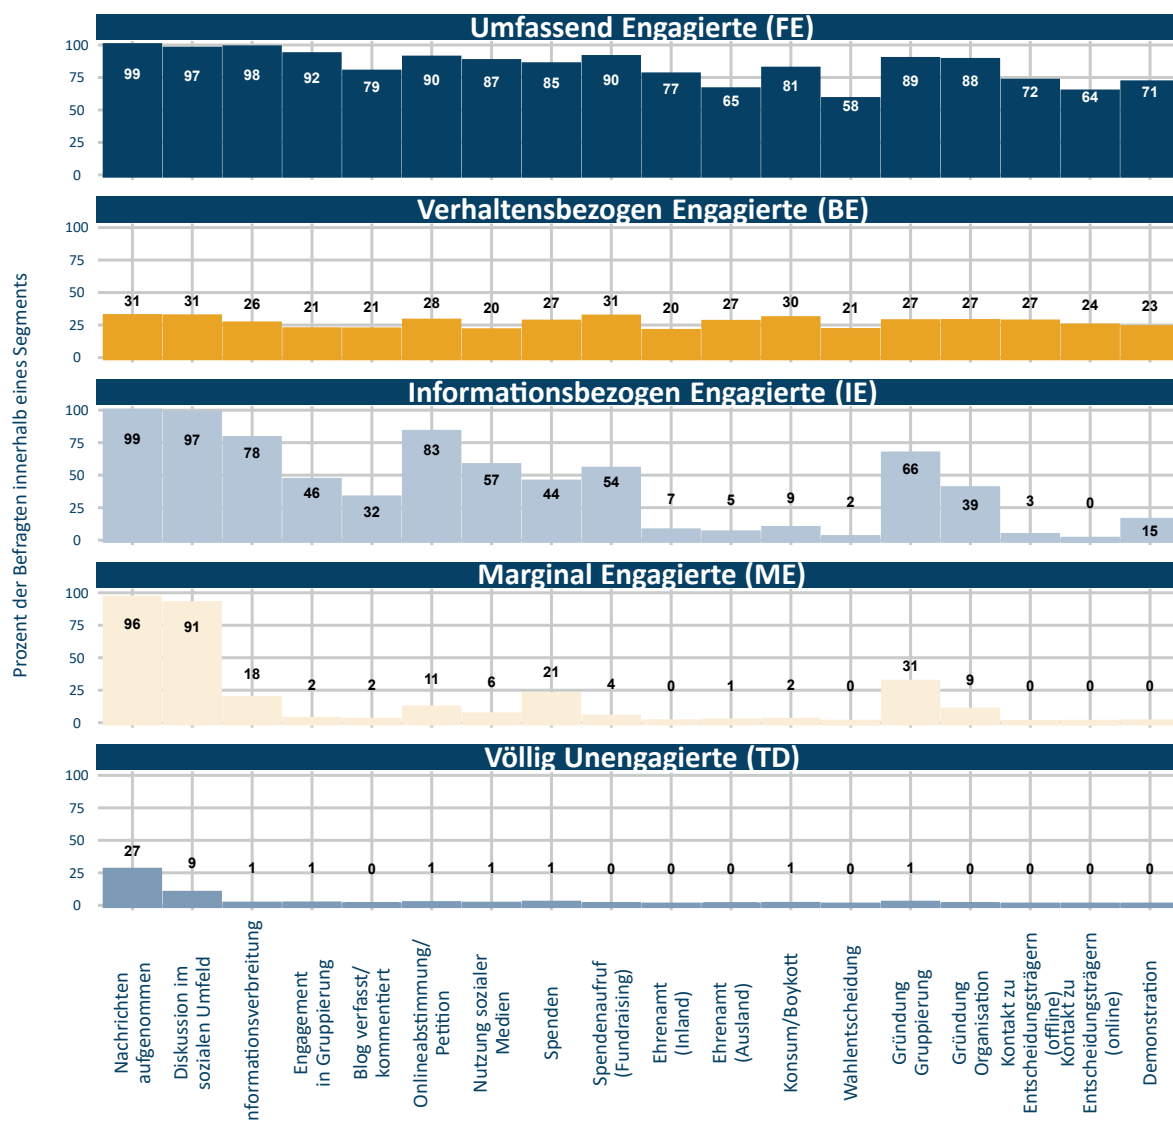 Prozent der Befragten innerhalb eines Segments
Umfassend Engagierte (FE)
100
75
50
25
0
99 97 98 92 79 90 87 85 90 77 65 81 58 89 88 72 64 71
Verhaltensbezogen Engagierte (BE)
100
75
50
25
0
31 31 26 21 21 28 20 27 31 20 27 30 21 27 27 27 24 23
Informationsbezogen Engagierte (IE)
100
75
50
25
0
99 97 78 46 32 83 57 44 54 7 5 9 2 66 39 3 0 15
Marginal Engagierte (ME)
100
75
50
25
0
96 91 18 2 2 11 6 21 4 0 1 2 0 31 9 0 0 0
Völlig Unengagierte (TD)
100
75
50
25
0
27 9 1 1 0 1 1 1 0 0 0 1 0 1 0 0 0 0
Nachrichten
aufgenommen
Diskussion im
sozialen Umfeld
nformationsverbreitung
Engagement
in Gruppierung
Blog verfasst/
kommentiert
Onlineabstimmung/
Petition
Nutzung sozialer
Medien
Spenden
Spendenaufruf
(Fundraising)
Ehrenamt
(Inland)
Ehrenamt
(Ausland)
Konsum/Boykott
Wahlentscheidung
Gründung
Gruppierung
Gründung
Organisation
Kontakt zu
Entscheidungsträgern
(offline)
Kontakt zu
Entscheidungsträgern
(online)
Demonstration